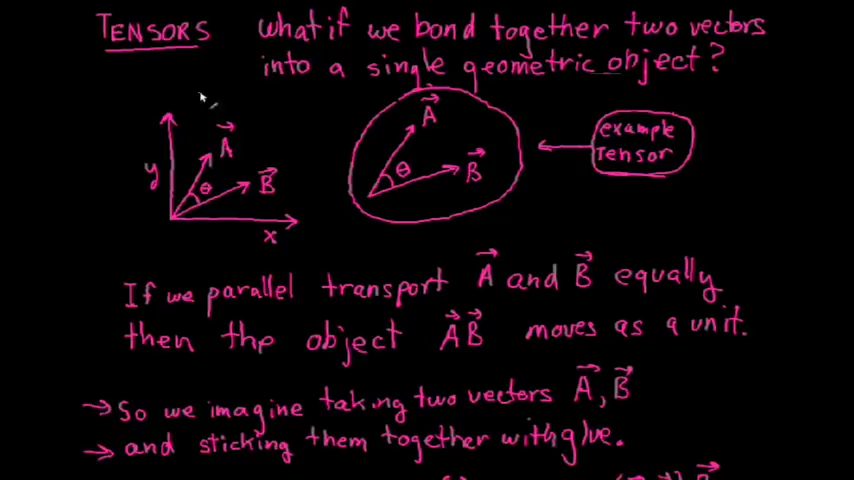 TENSORS what if we bond together two vectors
into a single geometric object?
y
A⃗
θ
B⃗
x
A⃗
θ
B⃗
example
Tensor
If we parallel transport A⃗ and B⃗ equally
then the object A⃗B⃗ moves as a unit.
→ So we imagine taking two vectors A⃗, B⃗
→ and sticking them together with glue.